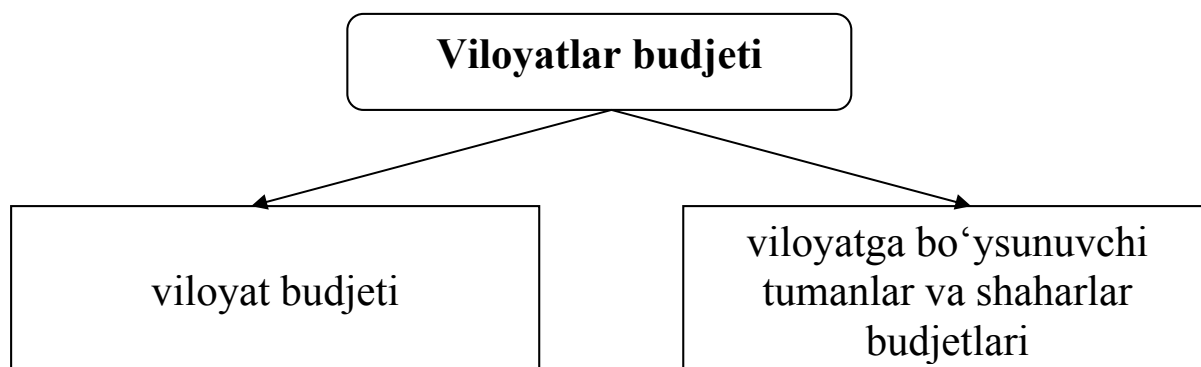 Viloyatlar budjeti
viloyat budjeti
viloyatga bo‘ysunuvchi
tumanlar va shaharlar
budjetlari